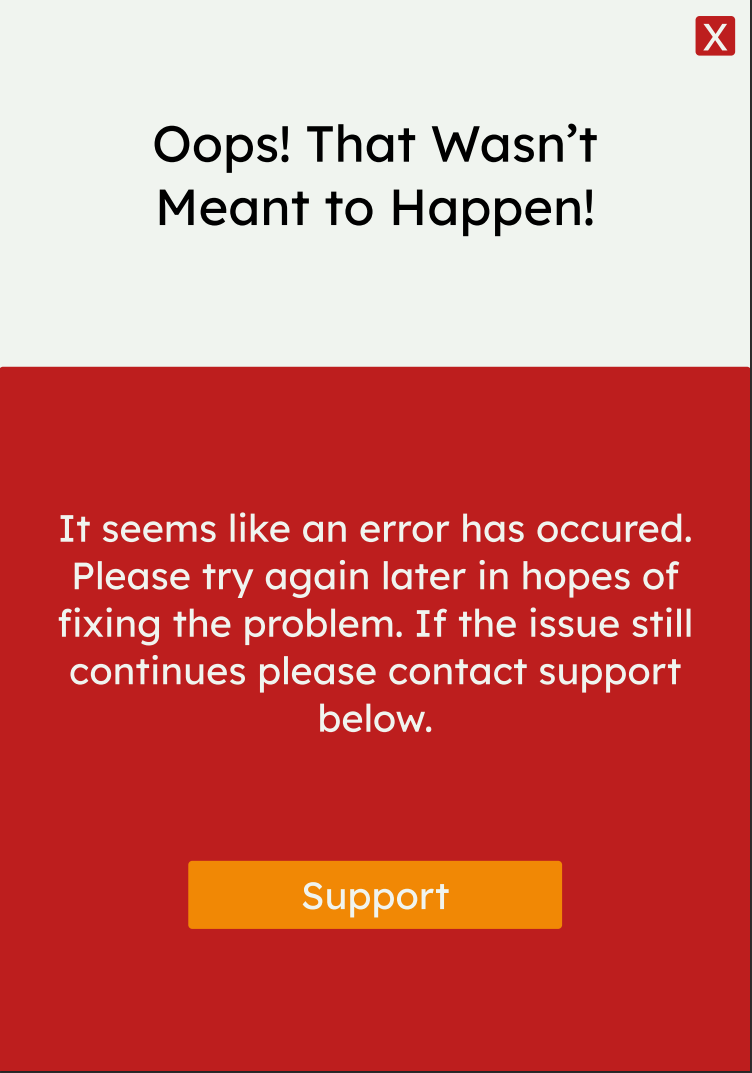 X
Oops! That Wasn’t
Meant to Happen!
It seems like an error has occured.
Please try again later in hopes of
fixing the problem. If the issue still
continues please contact support
below.
Support